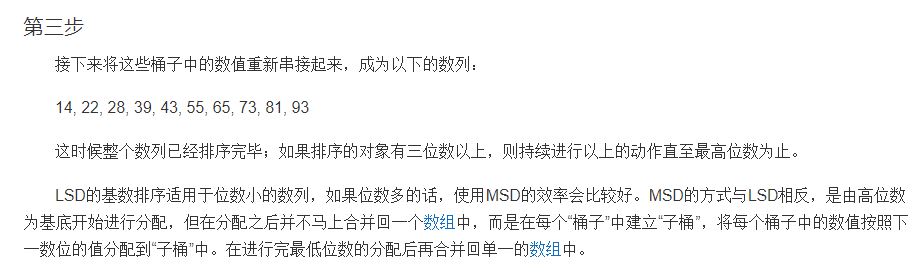 第三步
接下来将这些桶子中的数值重新串接起来，成为以下的数列：
14, 22, 28, 39, 43, 55, 65, 73, 81, 93
这时候整个数列已经排序完毕；如果排序的对象有三位数以上，则持续进行以上的动作直至最高位数为止。
LSD的基数排序适用于位数小的数列，如果位数多的话，使用MSD的效率会比较好。MSD的方式与LSD相反，是由高位数
为基底开始进行分配，但在分配之后并不马上合并回一个数组中，而是在每个“桶子”中建立“子桶”，将每个桶子中的数值按照下
一数位的值分配到“子桶”中。在进行完最低位数的分配后再合并回单一的数组中。